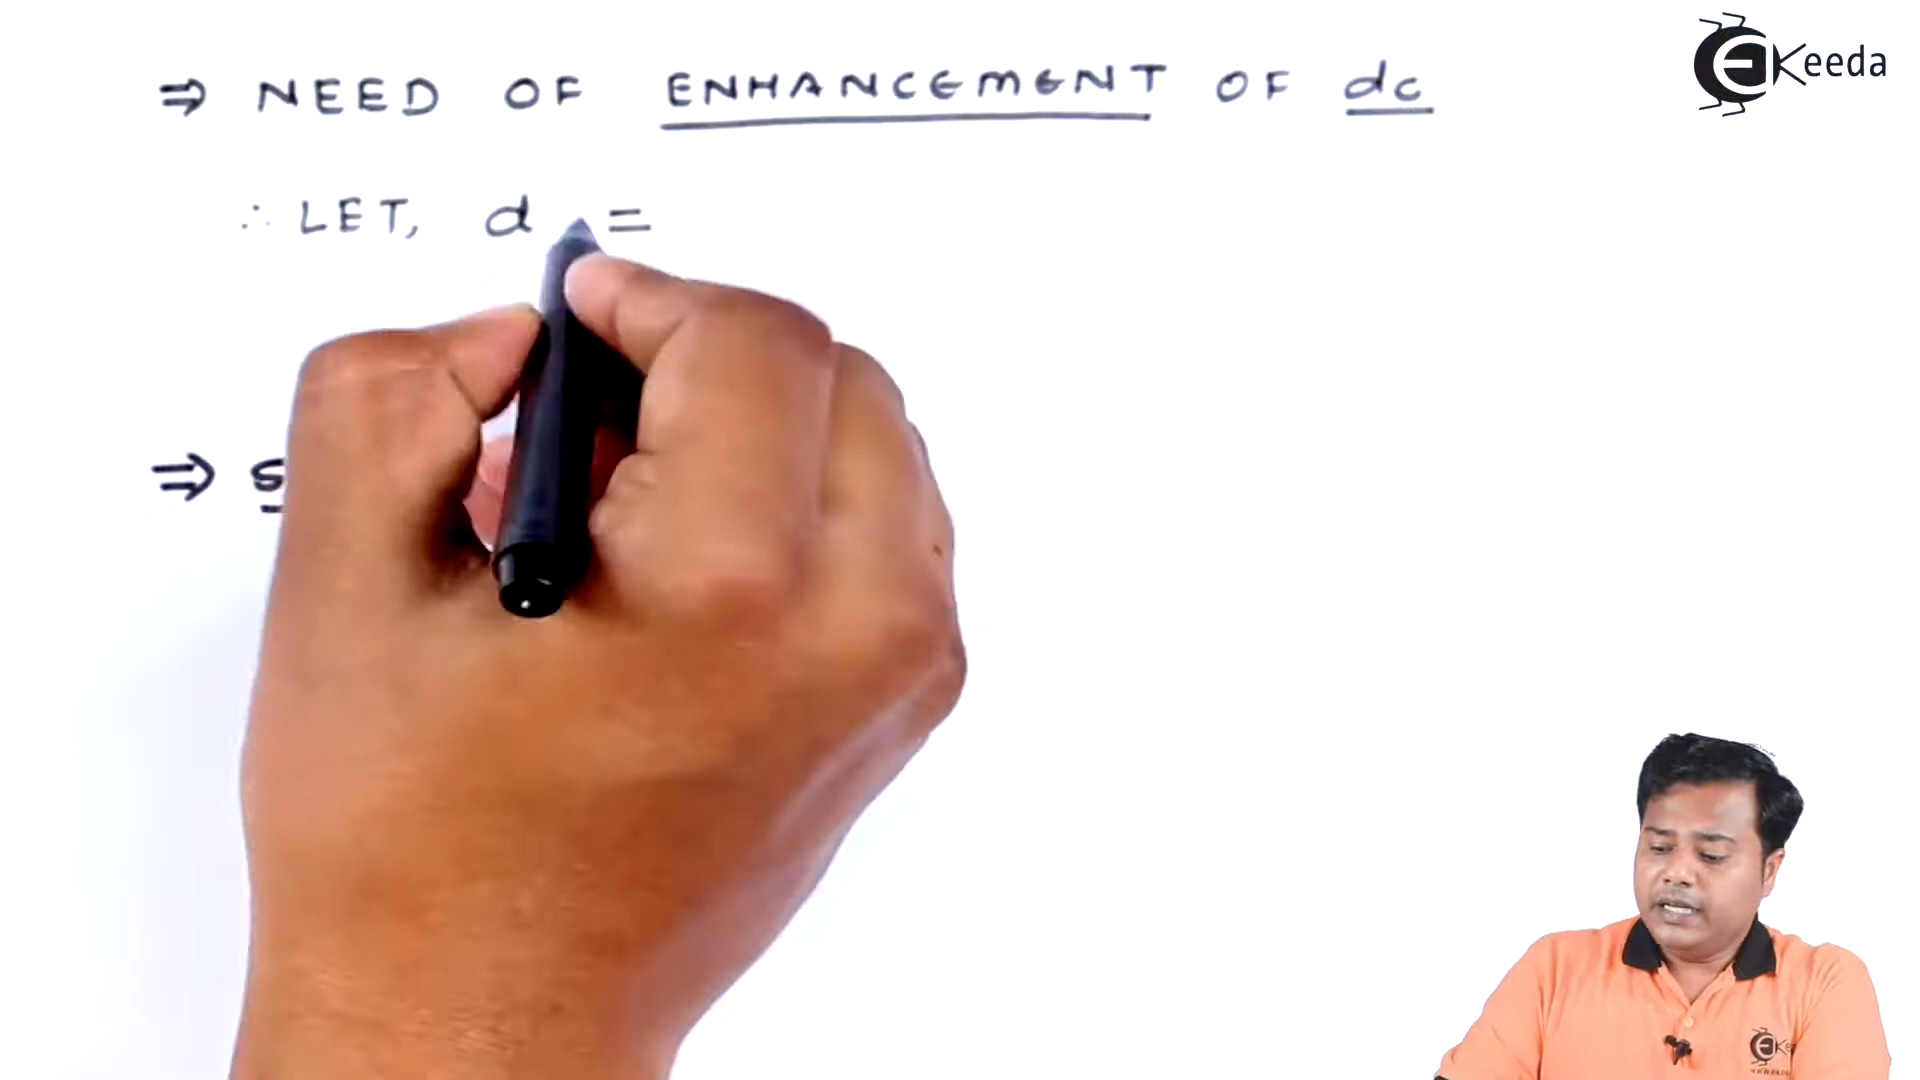 EKeeda
⇒ NEED OF ENHANCEMENT OF dc
∴ LET, d =
⇒ S